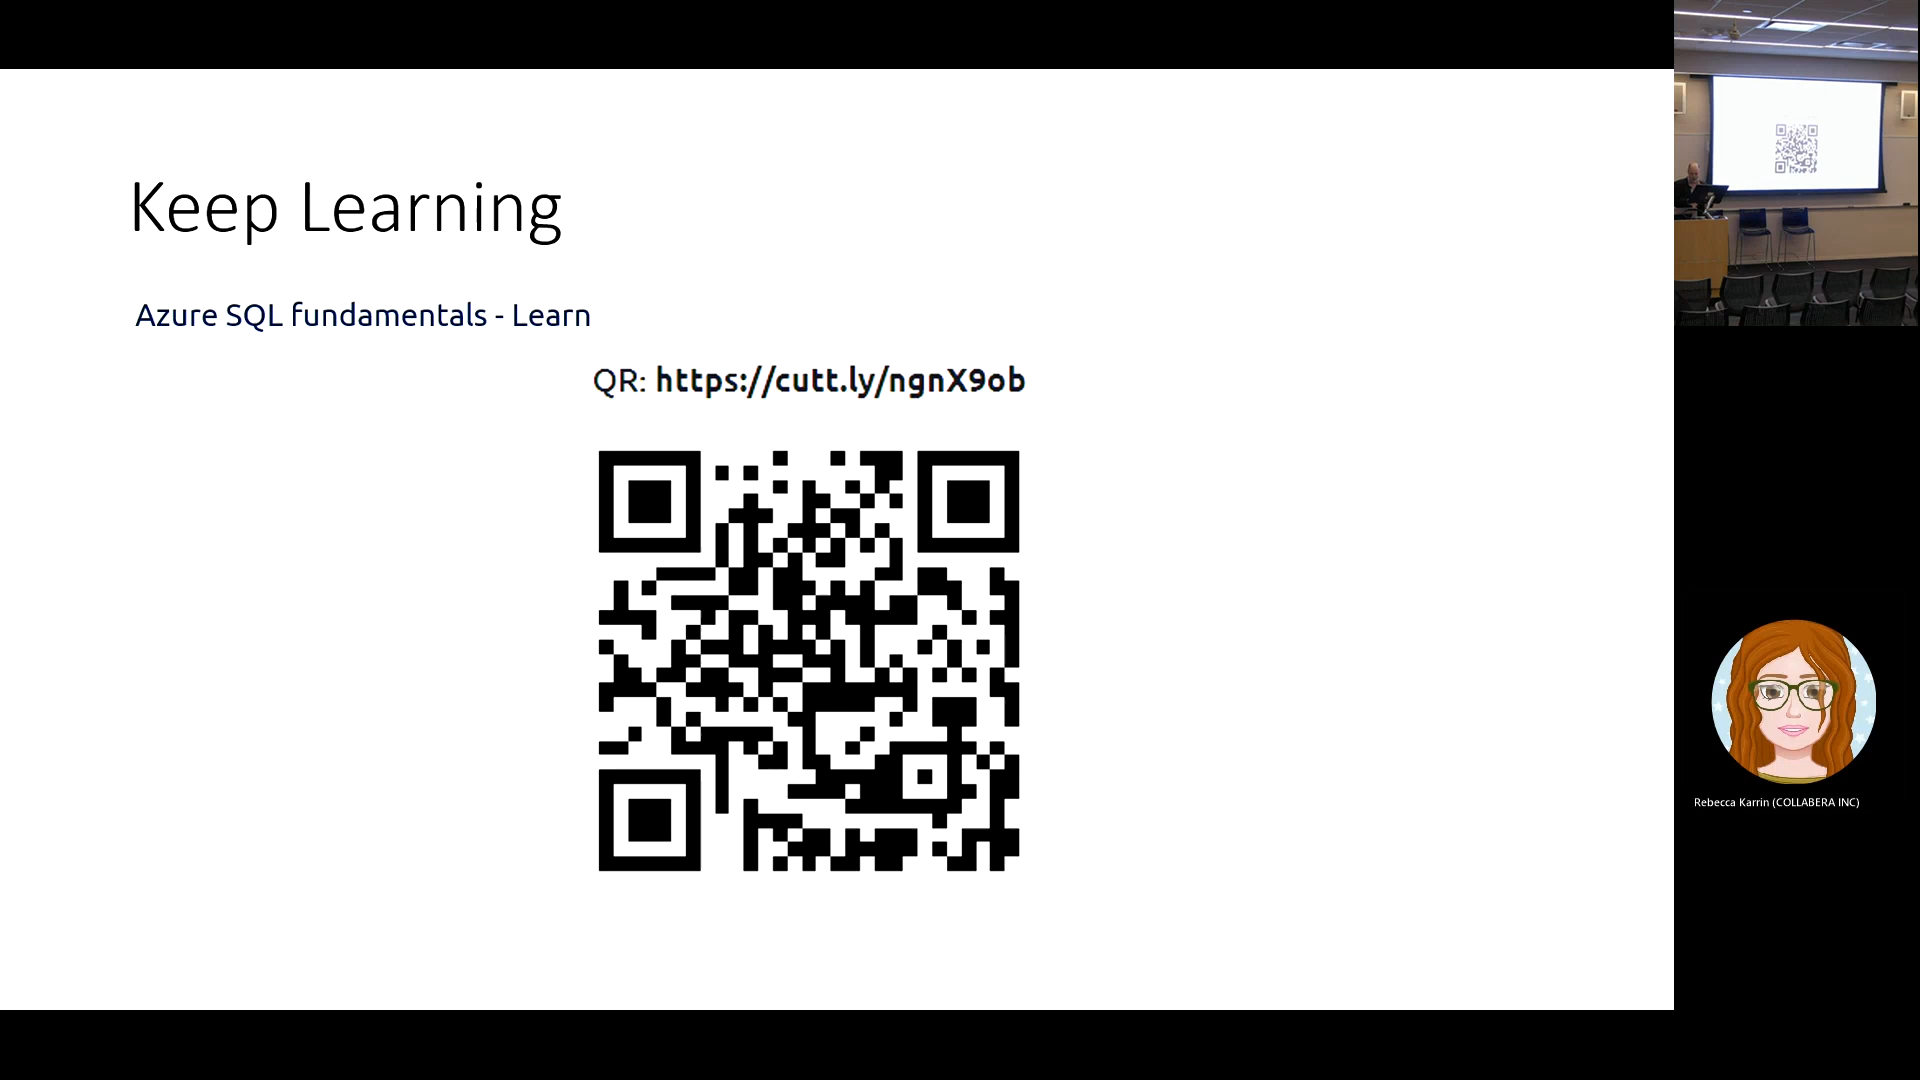 Keep Learning
Azure SQL fundamentals - Learn
QR: https://cutt.ly/ngnX9ob
Rebecca Karrin (COLLABERA INC)